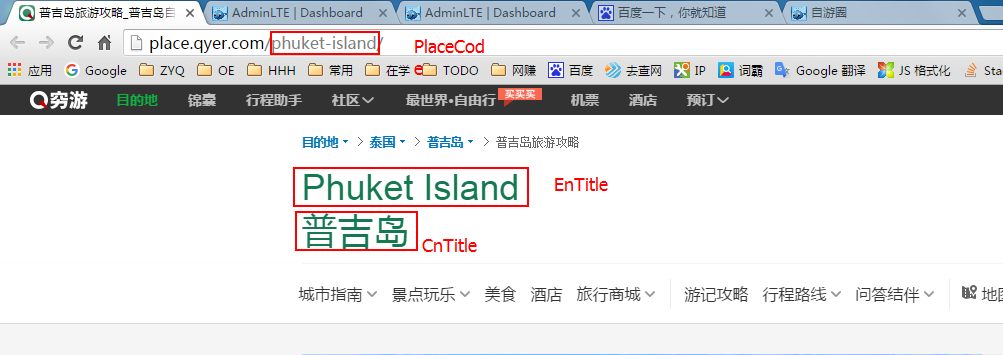 普吉岛旅游攻略_普吉岛目 AdminLTE | Dashboard AdminLTE | Dashboard 百度一下，你就知道 自游圈
place.qyer.com/phuket-island/ PlaceCod
e
应用 Google ZYQ OE HHH 常用 在学 TODO 网赚 百度 去查网 IP 词霸 Google 翻译 JS 格式化 Sta
穷游 目的地 锦囊 行程助手 社区 最世界·自由行 买买买 机票 酒店 预订
目的地 > 泰国 > 普吉岛 > 普吉岛旅游攻略
Phuket Island EnTitle
普吉岛 CnTitle
城市指南 景点玩乐 美食 酒店 旅行商城 游记攻略 行程路线 问答结伴 地图